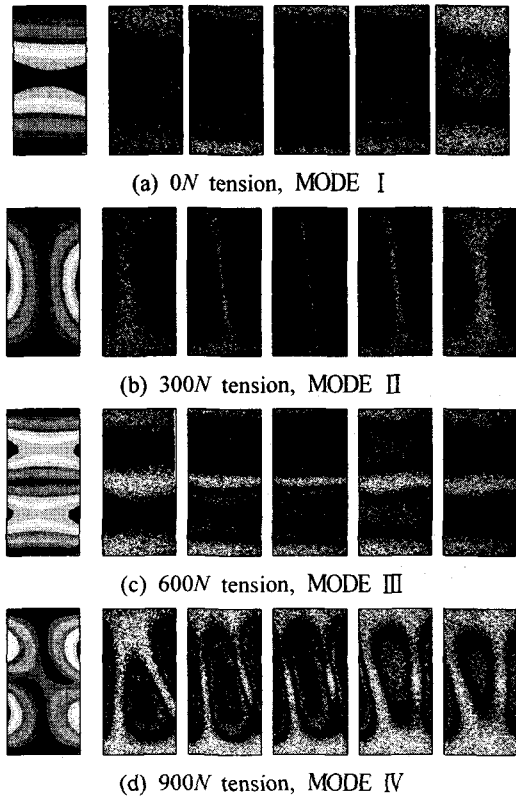 (a) 0N tension, MODE Ⅰ
(b) 300N tension, MODE Ⅱ
(c) 600N tension, MODE Ⅲ
(d) 900N tension, MODE Ⅳ